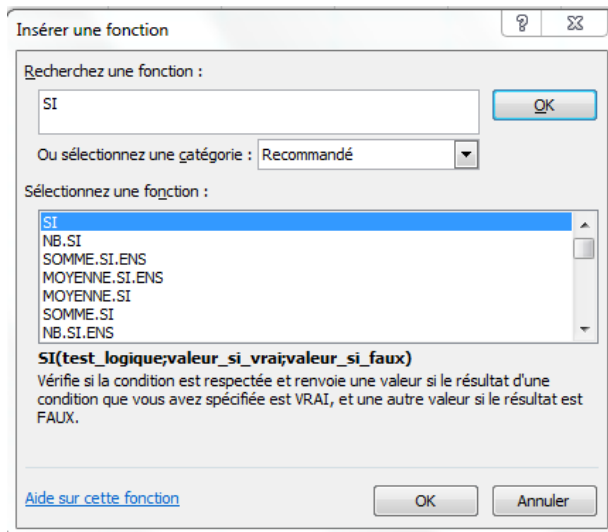 Insérer une fonction
Recherchez une fonction :
SI
OK
Ou sélectionnez une catégorie : Recommandé
Sélectionnez une fonction :
SI
NB.SI
SOMME.SI.ENS
MOYENNE.SI.ENS
MOYENNE.SI
SOMME.SI
NB.SI.ENS
SI(test_logique;valeur_si_vrai;valeur_si_faux)
Vérifie si la condition est respectée et renvoie une valeur si le résultat d'une
condition que vous avez spécifiée est VRAI, et une autre valeur si le résultat est
FAUX.
Aide sur cette fonction
OK
Annuler